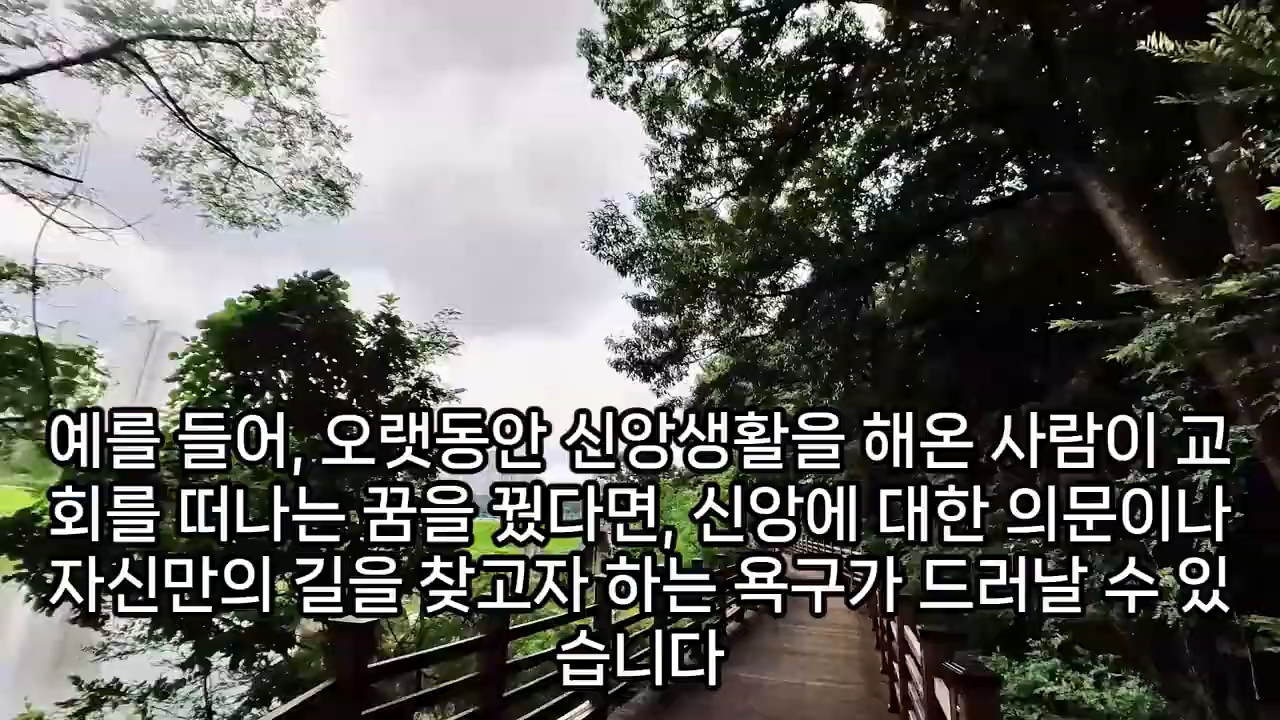 예를 들어, 오랫동안 신앙생활을 해온 사람이 교
회를 떠나는 꿈을 꿨다면, 신앙에 대한 의문이나
자신만의 길을 찾고자 하는 욕구가 드러날 수 있
습니다